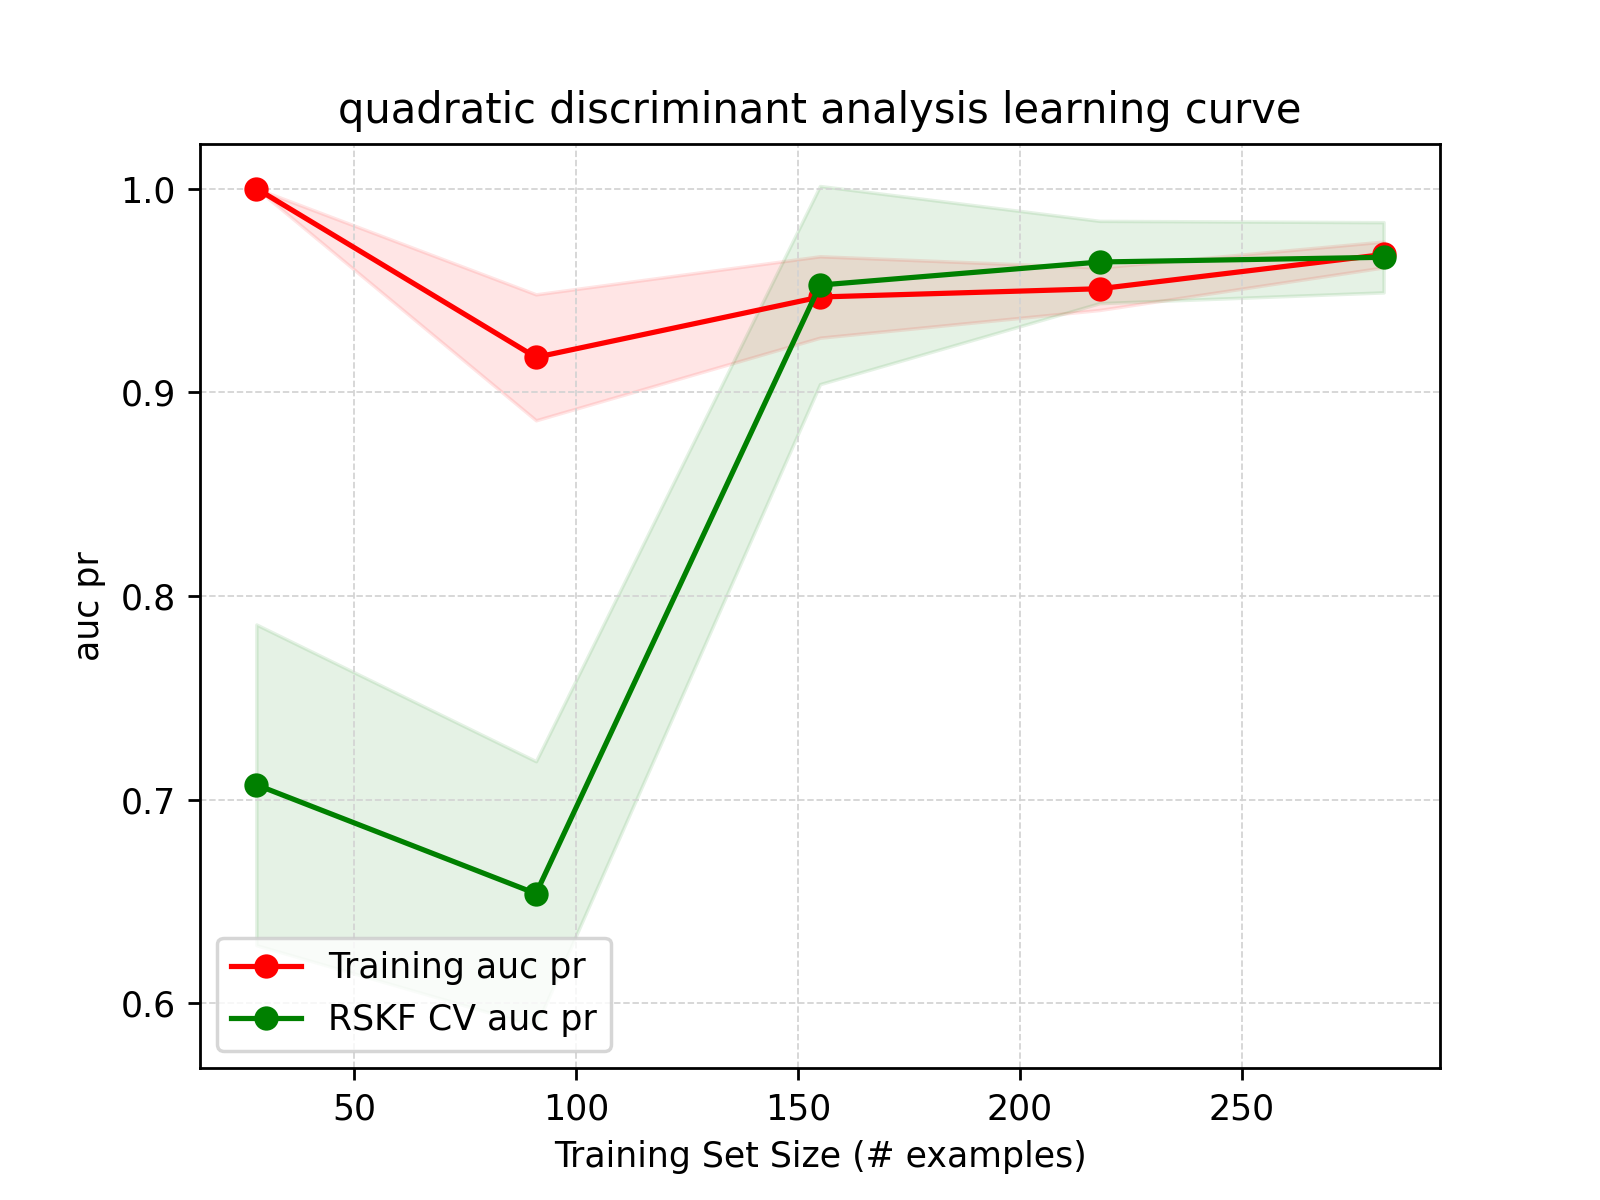 quadratic discriminant analysis learning curve
1.0
0.9
0.8
0.7
0.6
auc pr
Training auc pr
RSKF CV auc pr
50 100 150 200 250
Training Set Size (# examples)